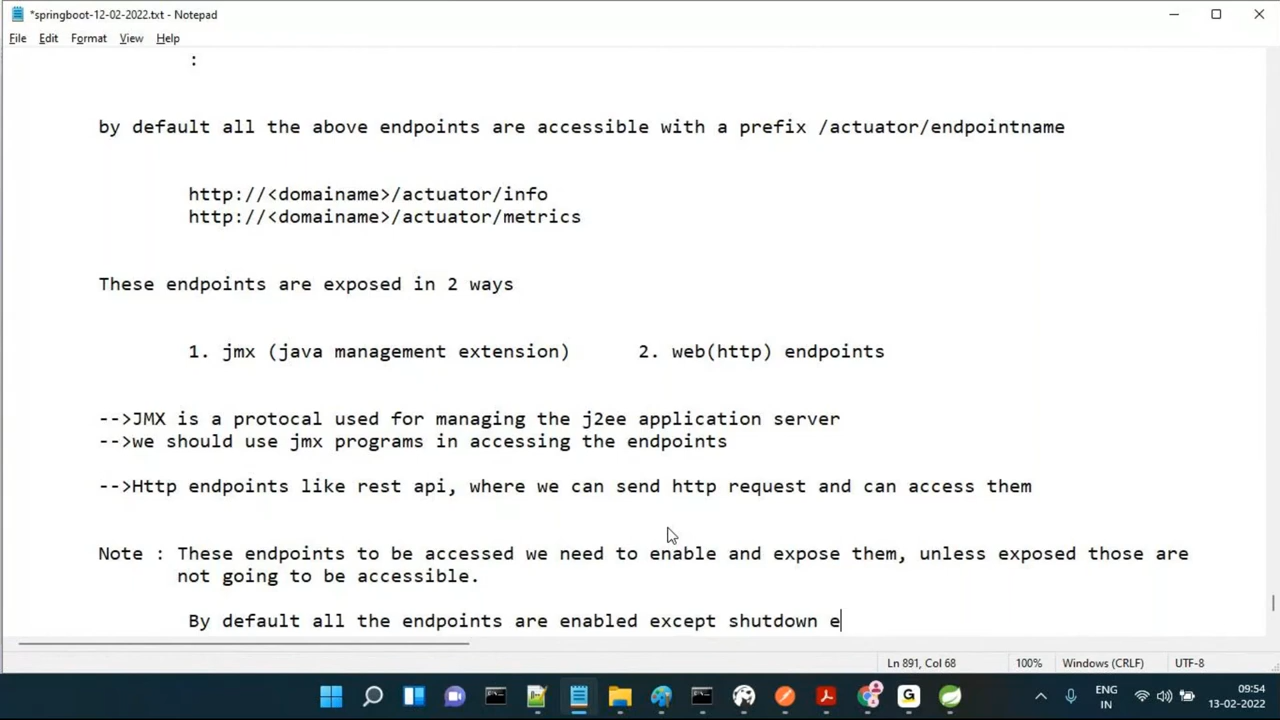 *springboot-12-02-2022.txt - Notepad
File Edit Format View Help
:
by default all the above endpoints are accessible with a prefix /actuator/endpointname
http://<domainame>/actuator/info
http://<domainame>/actuator/metrics
These endpoints are exposed in 2 ways
1. jmx (java management extension) 2. web(http) endpoints
-->JMX is a protocal used for managing the j2ee application server
-->we should use jmx programs in accessing the endpoints
-->Http endpoints like rest api, where we can send http request and can access them
Note : These endpoints to be accessed we need to enable and expose them, unless exposed those are
not going to be accessible.
By default all the endpoints are enabled except shutdown e
Ln 891, Col 68 100% Windows (CRLF) UTF-8
ENG 09:54
IN 13-02-2022